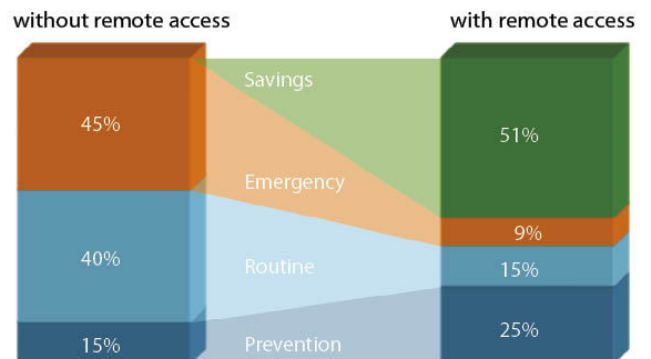 without remote access
with remote access
Savings
45%
51%
Emergency
9%
40%
Routine
15%
15%
Prevention
25%